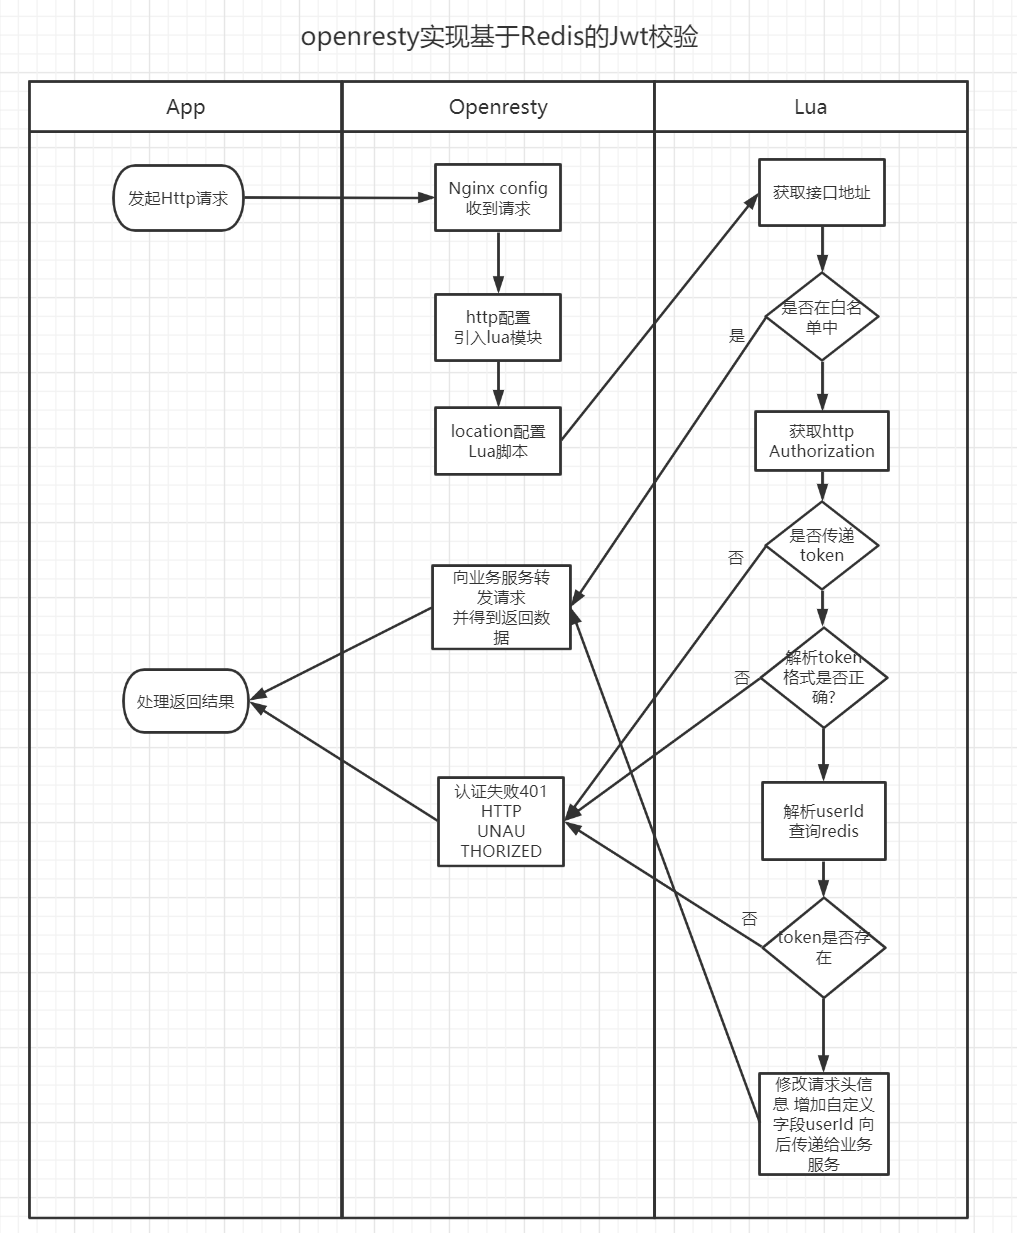 openresty实现基于Redis的Jwt校验
App
Openresty
Lua
发起Http请求
Nginx config
收到请求
http配置
引入lua模块
location配置
Lua脚本
获取接口地址
是否在白名
单中
是
获取http
Authorization
是否传递
token
否
向业务服务转
发请求
并得到返回数
据
解析token
格式是否正
确?
否
处理返回结果
认证失败401
HTTP
UNAU
THORIZED
解析userId
查询redis
否
token是否存
在
修改请求头信
息 增加自定义
字段userId 向
后传递给业务
服务